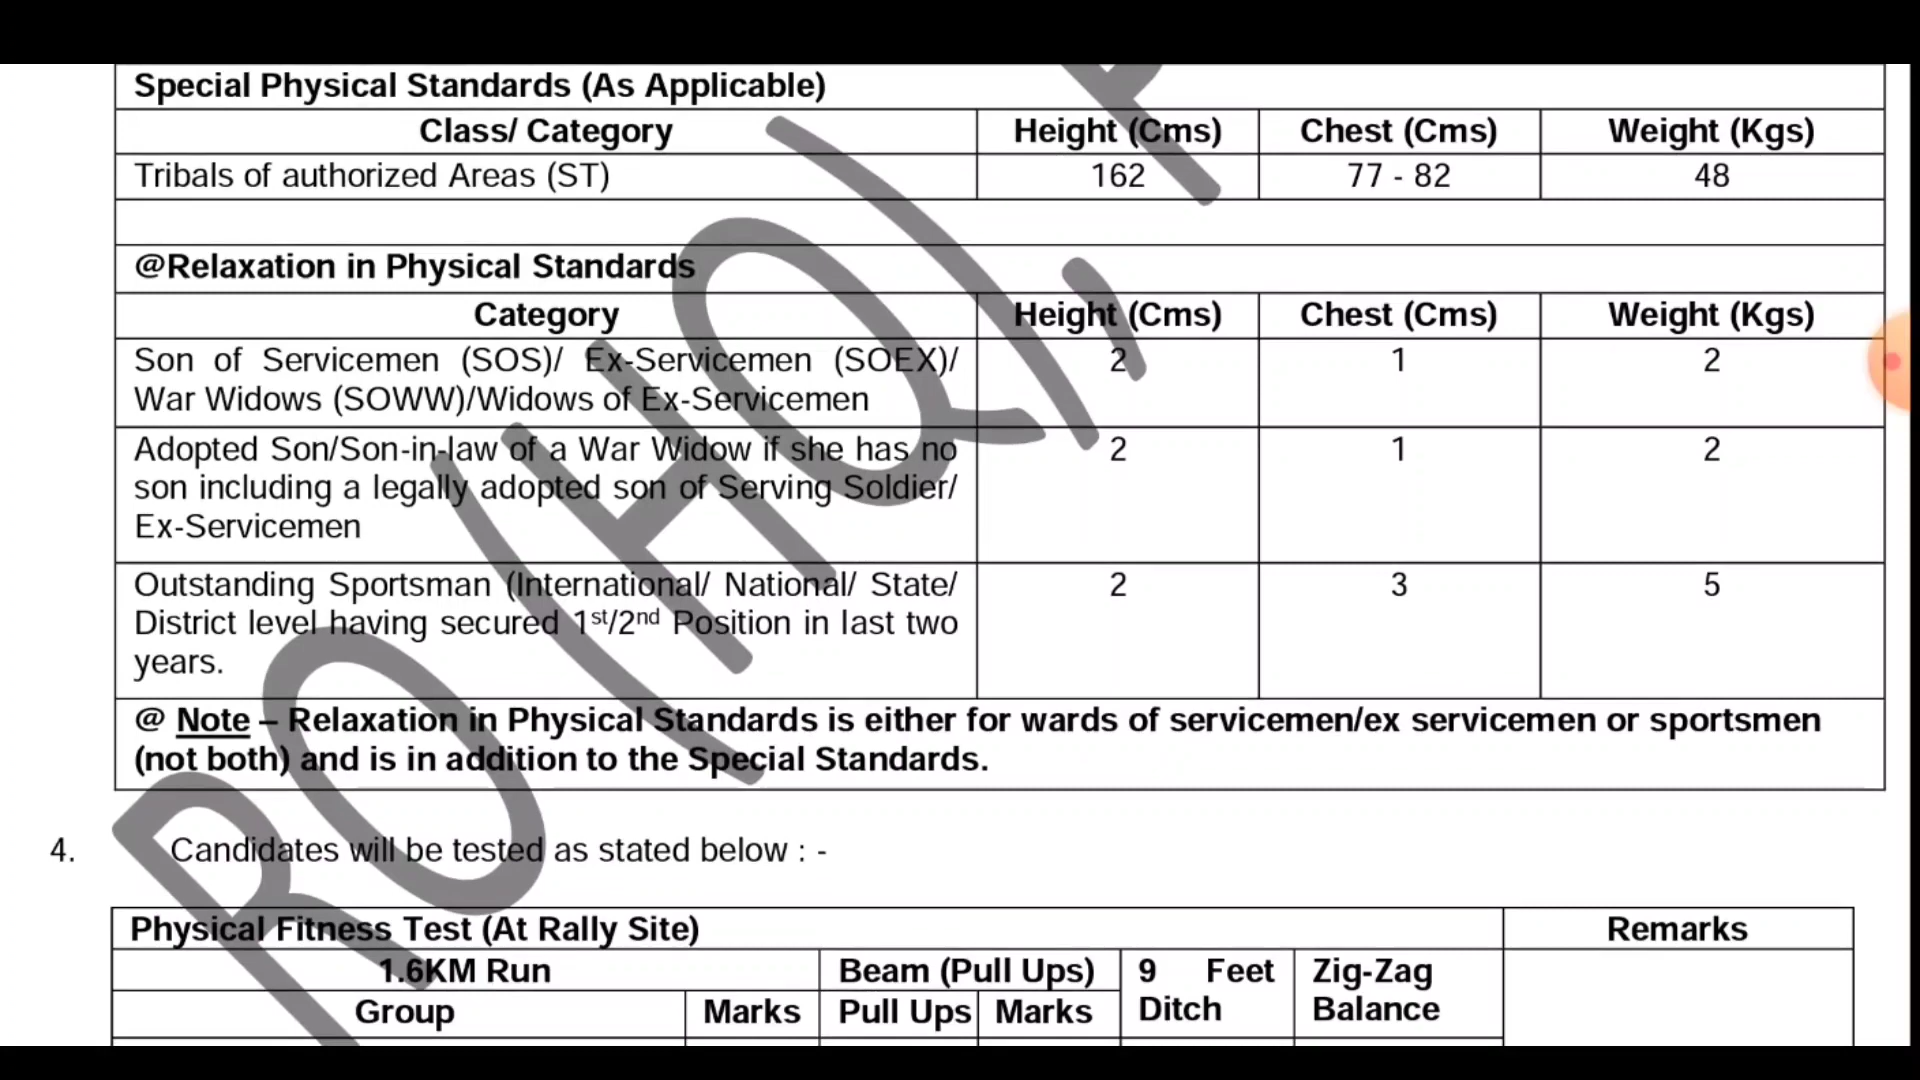 Special Physical Standards (As Applicable)
Class/ Category Height (Cms) Chest (Cms) Weight (Kgs)
Tribals of authorized Areas (ST) 162 77 - 82 48
@Relaxation in Physical Standards
Category Height (Cms) Chest (Cms) Weight (Kgs)
Son of Servicemen (SOS)/ Ex-Servicemen (SOEX)/ 2 1 2
War Widows (SOWW)/Widows of Ex-Servicemen
Adopted Son/Son-in-law of a War Widow if she has no 2 1 2
son including a legally adopted son of Serving Soldier/
Ex-Servicemen
Outstanding Sportsman (International/ National/ State/ 2 3 5
District level having secured 1st/2nd Position in last two
years.
@ Note – Relaxation in Physical Standards is either for wards of servicemen/ex servicemen or sportsmen
(not both) and is in addition to the Special Standards.
4. Candidates will be tested as stated below : -
Physical Fitness Test (At Rally Site) Remarks
1.6KM Run Beam (Pull Ups) 9 Feet Zig-Zag
Group Marks Pull Ups Marks Ditch Balance
RO (HQ),